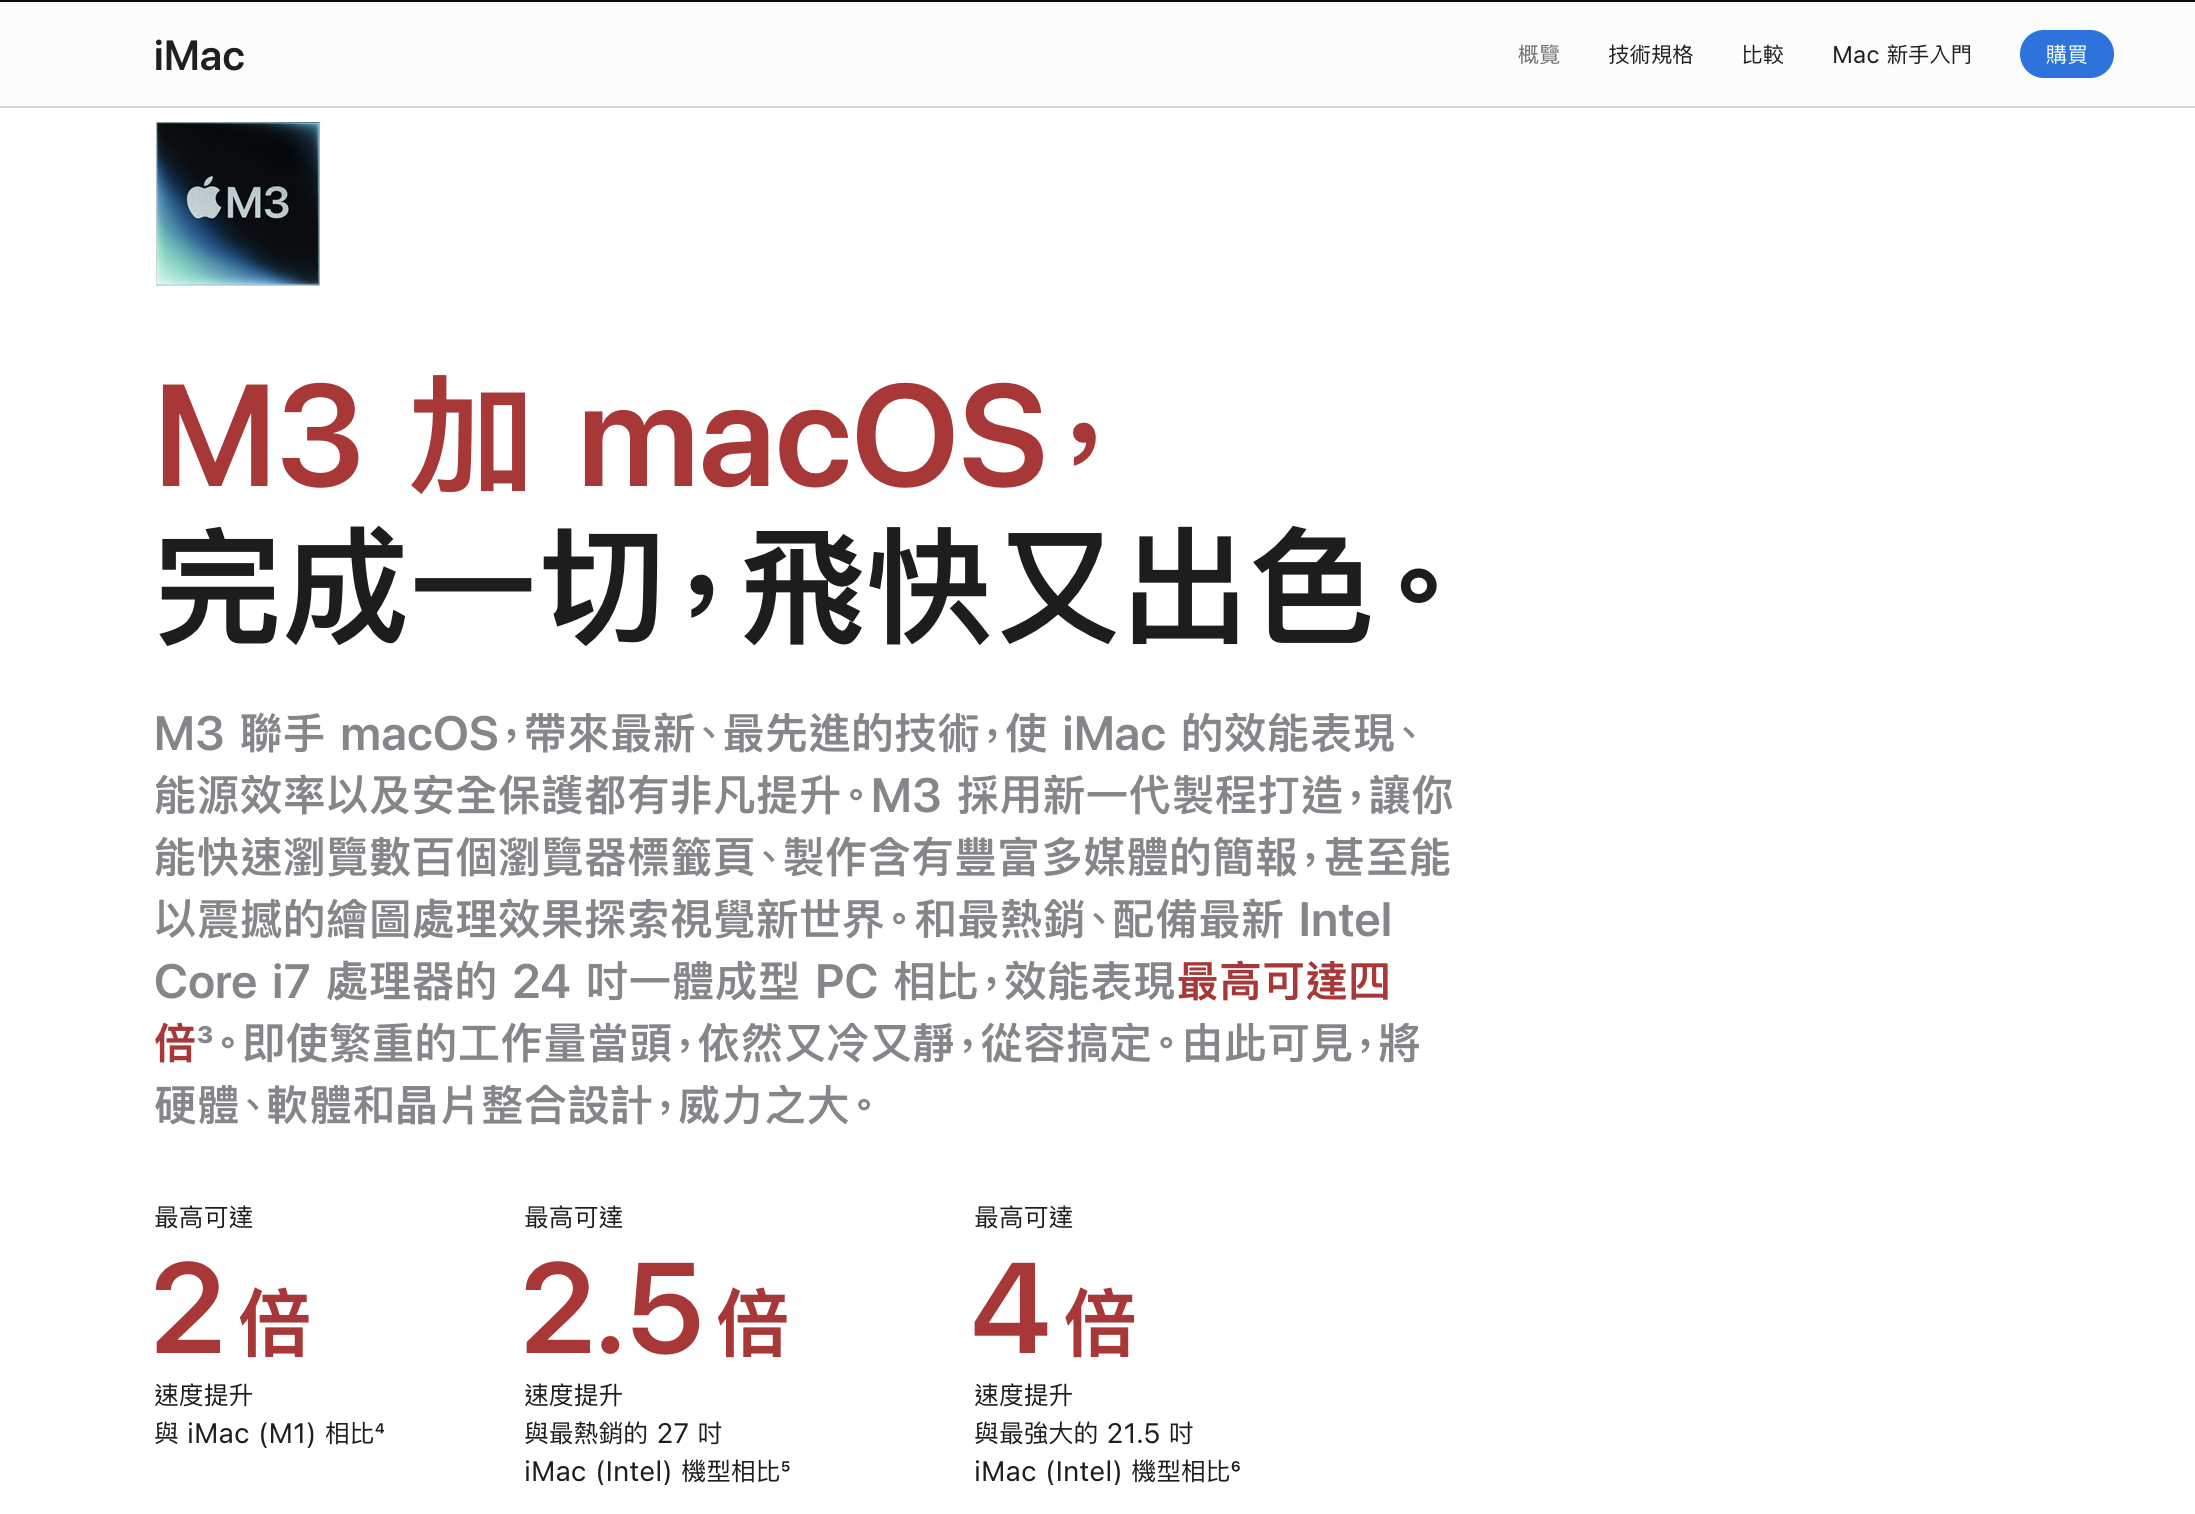 iMac
概覽 技術規格 比較 Mac 新手入門 購買
M3
M3 加 macOS，
完成一切，飛快又出色。
M3 聯手 macOS，帶來最新、最先進的技術，使 iMac 的效能表現、
能源效率以及安全保護都有非凡提升。M3 採用新一代製程打造，讓你
能快速瀏覽數百個瀏覽器標籤頁、製作含有豐富多媒體的簡報，甚至能
以震撼的繪圖處理效果探索視覺新世界。和最熱銷、配備最新 Intel
Core i7 處理器的 24 吋一體成型 PC 相比，效能表現最高可達四
倍³。即使繁重的工作量當頭，依然又冷又靜，從容搞定。由此可見，將
硬體、軟體和晶片整合設計，威力之大。
最高可達
2 倍
速度提升
與 iMac (M1) 相比⁴
最高可達
2.5 倍
速度提升
與最熱銷的 27 吋
iMac (Intel) 機型相比⁵
最高可達
4 倍
速度提升
與最強大的 21.5 吋
iMac (Intel) 機型相比⁶